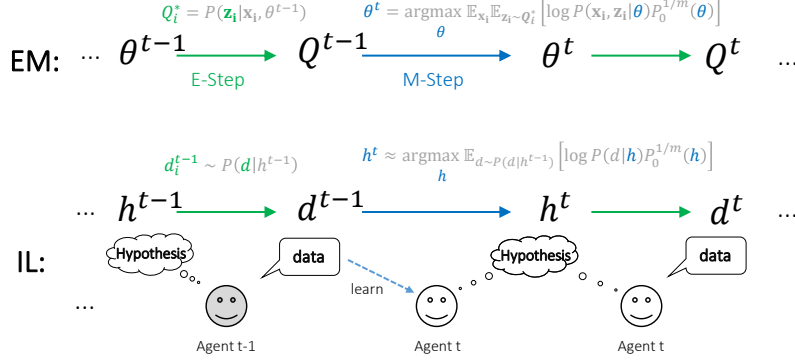 Q_i^* = P(z_i|x_i, θ^{t-1})
θ^t = argmax_θ 𝔼_{x_i}𝔼_{z_i~Q_i^*}[log P(x_i, z_i|θ)P_0^{1/m}(θ)]
EM: ... θ^{t-1} Q^{t-1} θ^t Q^t ...
E-Step M-Step
d_i^{t-1} ~ P(d|h^{t-1})
h^t ≈ argmax_h 𝔼_{d~P(d|h^{t-1})}[log P(d|h)P_0^{1/m}(h)]
... h^{t-1} d^{t-1} h^t d^t ...
IL:
Hypothesis data Hypothesis data
learn
...
Agent t-1 Agent t Agent t